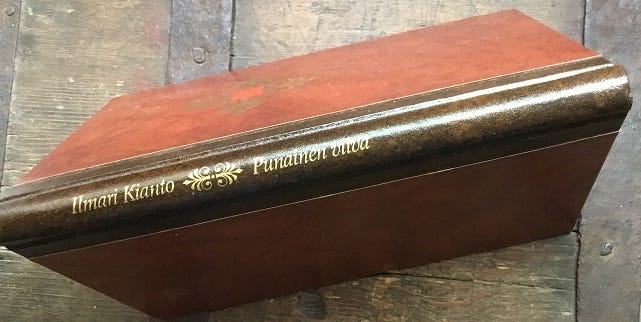 Ilmari Kianto Punainen viiva